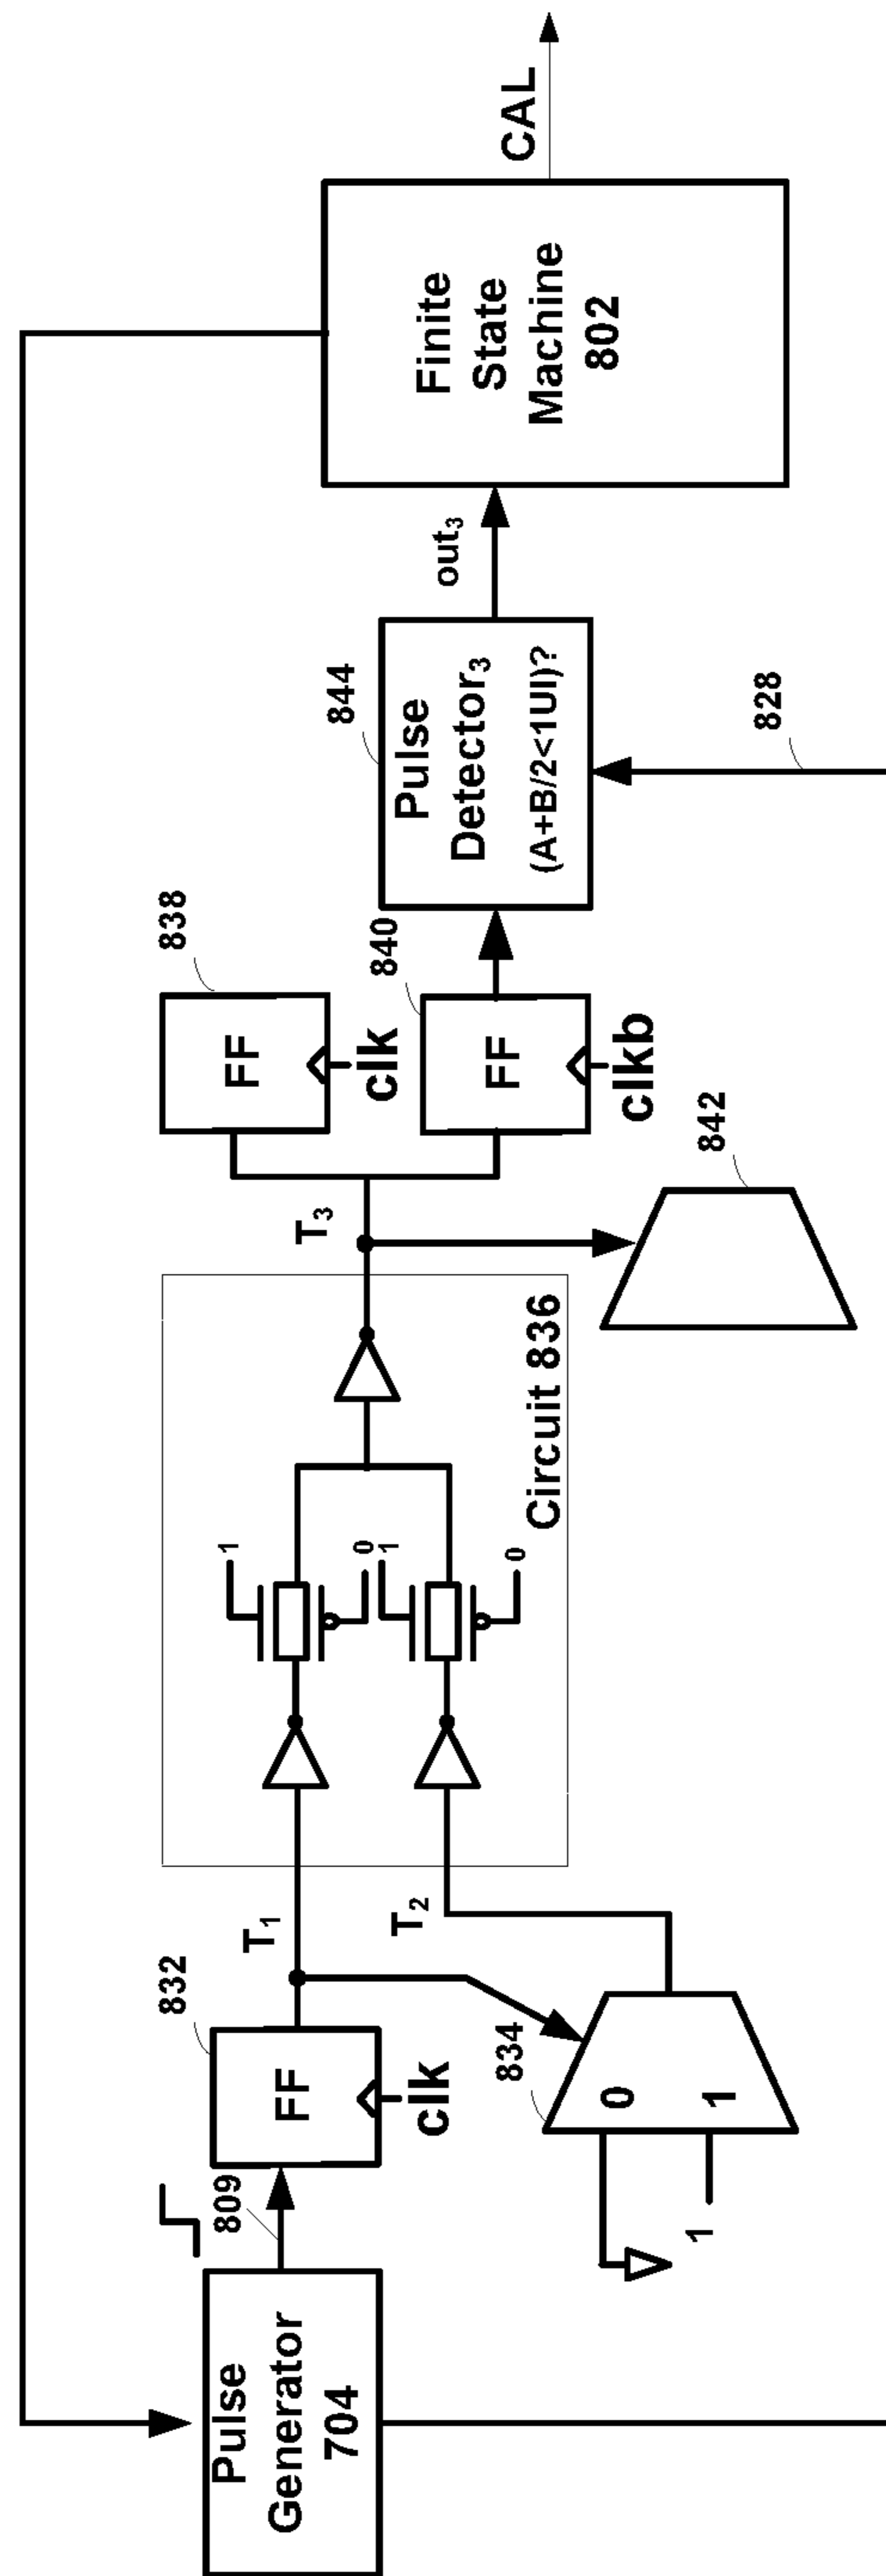 Pulse
Generator
704
809
832
FF
clk
T1
T2
834
0
1
1
1
0
1
0
Circuit 836
T3
842
838
FF
clk
840
FF
clkb
844
Pulse
Detector3
(A+B/2<1UI)?
828
out3
Finite
State
Machine
802
CAL